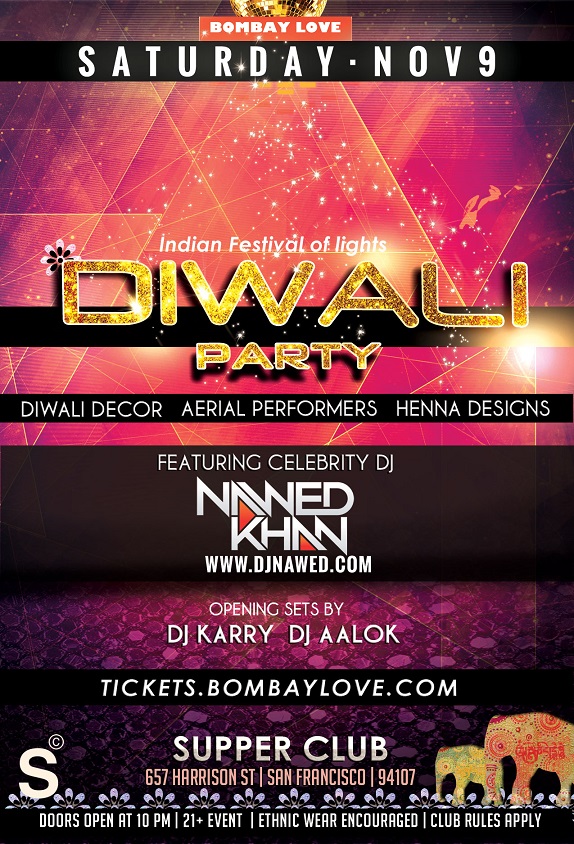 BOMBAY LOVE
SATURDAY · NOV 9
Indian Festival of lights
DIWALI
PARTY
DIWALI DECOR AERIAL PERFORMERS HENNA DESIGNS
FEATURING CELEBRITY DJ
NAWED
KHAN
WWW.DJNAWED.COM
OPENING SETS BY
DJ KARRY DJ AALOK
TICKETS.BOMBAYLOVE.COM
S©
SUPPER CLUB
657 HARRISON ST | SAN FRANCISCO | 94107
DOORS OPEN AT 10 PM | 21+ EVENT | ETHNIC WEAR ENCOURAGED | CLUB RULES APPLY